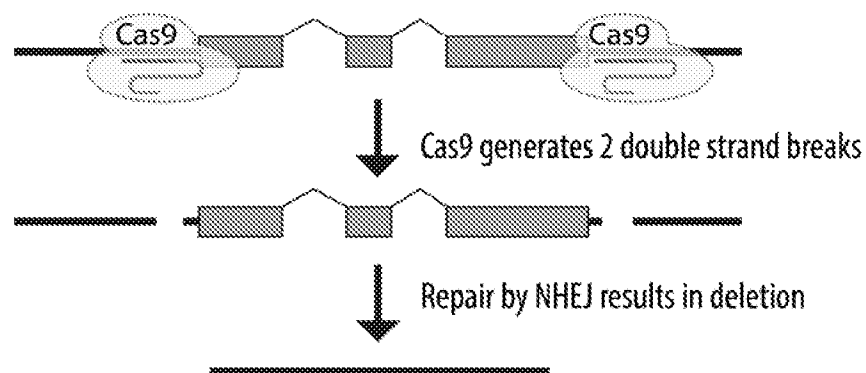 Cas9 Cas9
Cas9 generates 2 double strand breaks
Repair by NHEJ results in deletion